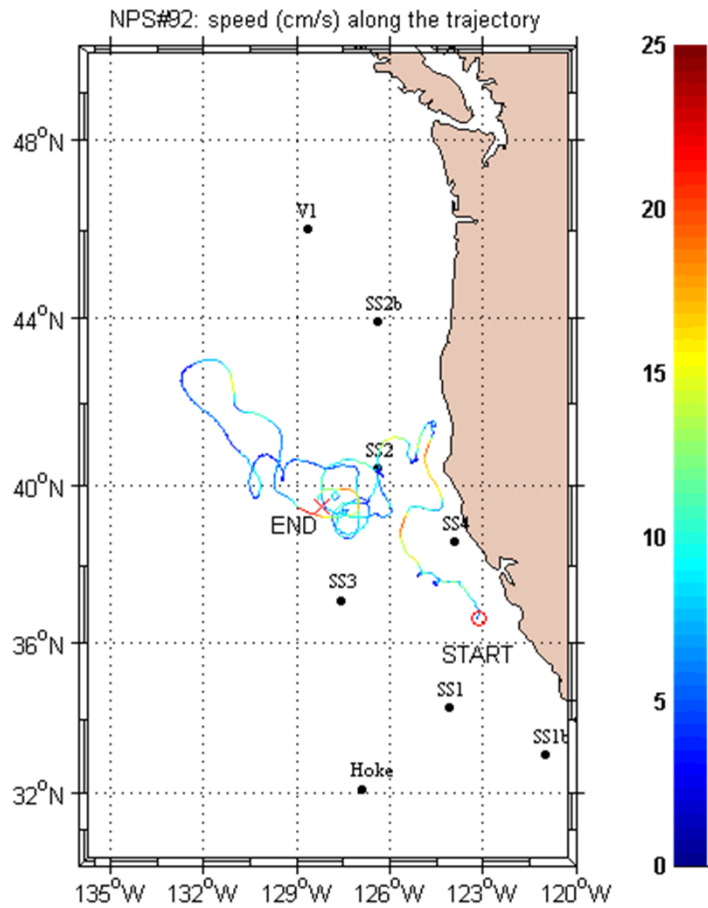 NPS#92: speed (cm/s) along the trajectory
25
48°N
20
V1
SS2b
44°N
15
SS2
40°N
END
SS4
10
SS3
36°N
START
SS1
5
SS1b
Hoke
32°N
0
135°W 132°W 129°W 126°W 123°W 120°W